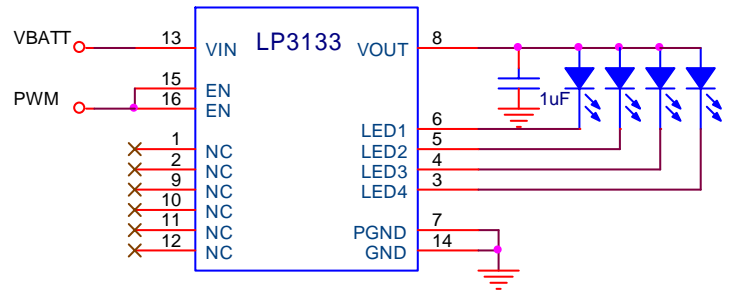 VBATT
13
VIN
LP3133
VOUT
8
15
EN
PWM
16
EN
1uF
LED1
6
1
NC
LED2
5
2
NC
LED3
4
9
NC
LED4
3
10
NC
11
NC
PGND
7
12
NC
GND
14